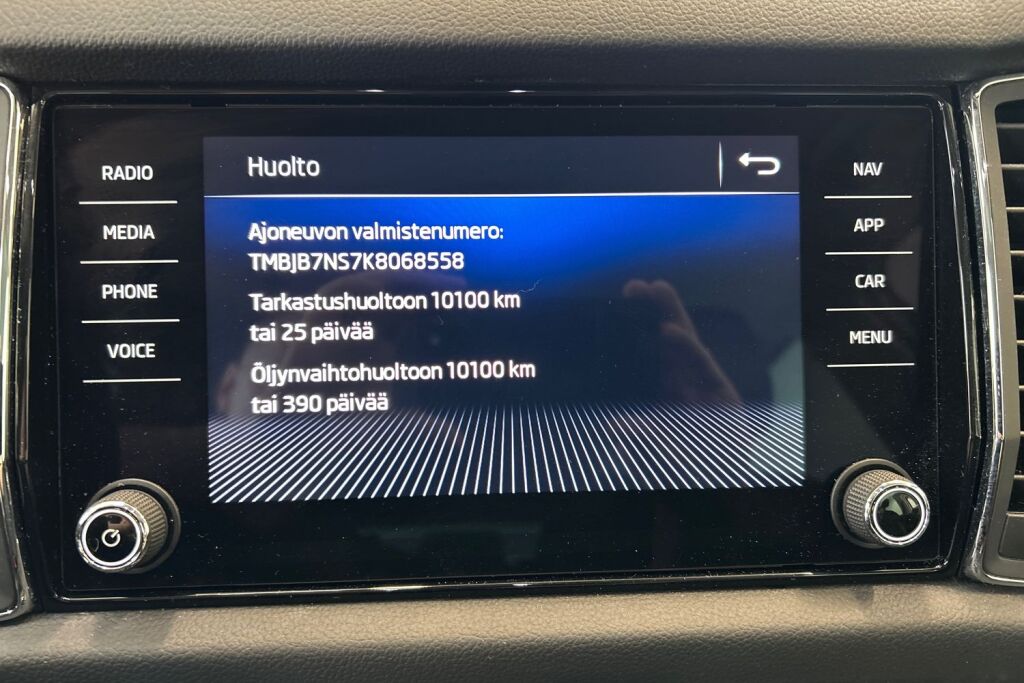 Huolto
RADIO
MEDIA
PHONE
VOICE
Ajoneuvon valmistenumero:
TMBJB7NS7K8068558
Tarkastushuoltoon 10100 km
tai 25 päivää
Öljynvaihtohuoltoon 10100 km
tai 390 päivää
NAV
APP
CAR
MENU